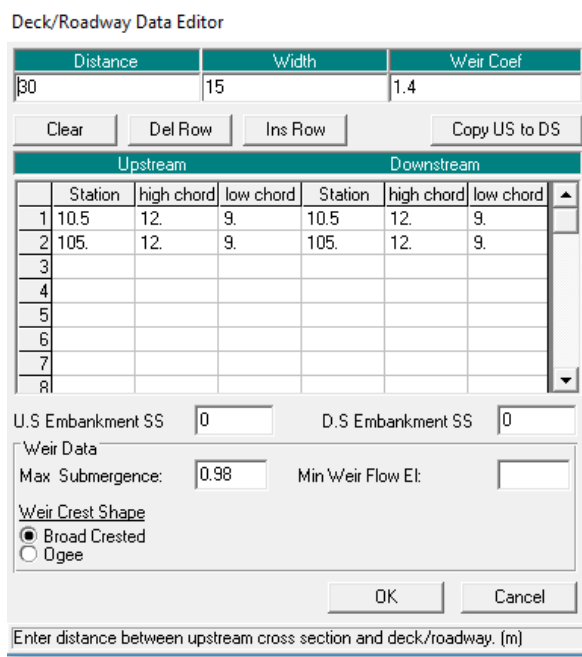 Deck/Roadway Data Editor
Distance Width Weir Coef
30 15 1.4
Clear Del Row Ins Row Copy US to DS
Upstream Downstream
Station high chord low chord Station high chord low chord
1 10.5 12. 9. 10.5 12. 9.
2 105. 12. 9. 105. 12. 9.
3
4
5
6
7
8
U.S Embankment SS 0 D.S Embankment SS 0
Weir Data
Max Submergence: 0.98 Min Weir Flow El:
Weir Crest Shape
Broad Crested
Ogee
OK Cancel
Enter distance between upstream cross section and deck/roadway. (m)